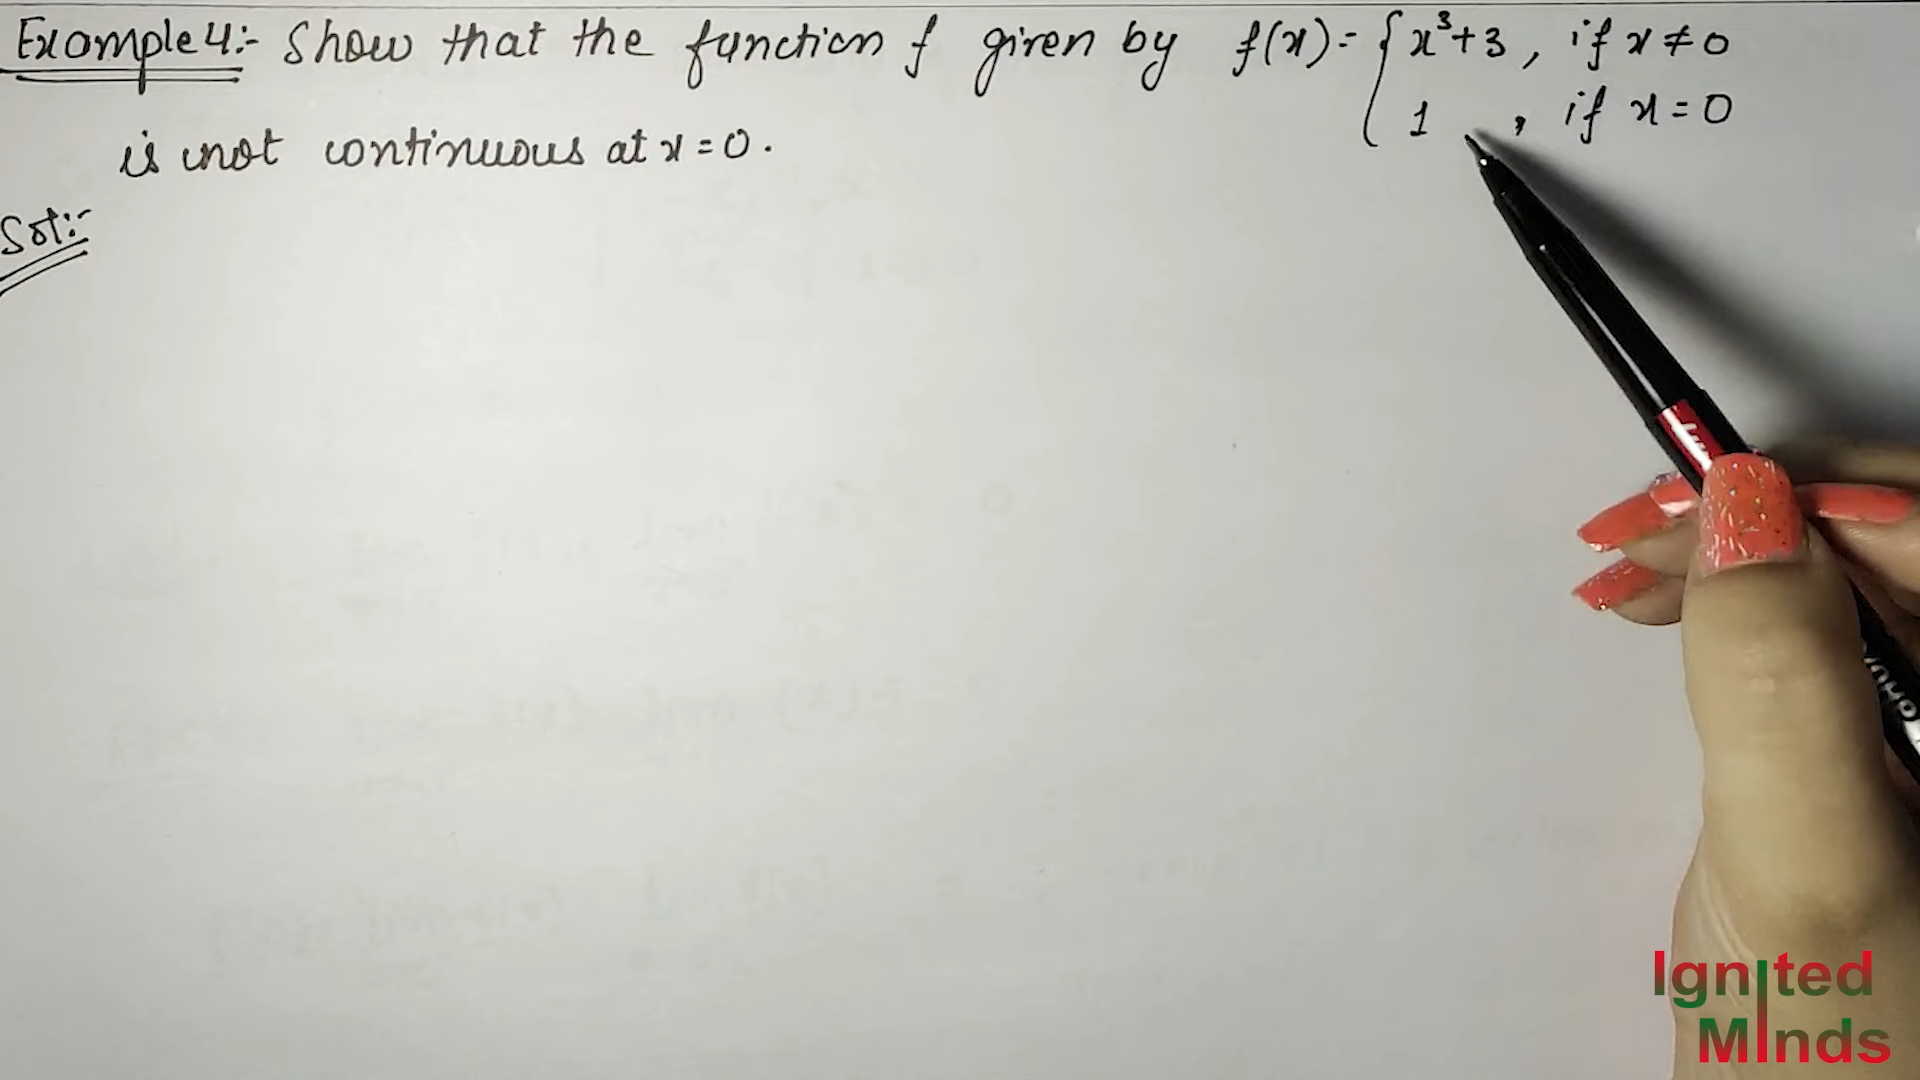 Example 4:- Show that the function f given by f(x) = { x³+3 , if x ≠ 0
1 , if x = 0
is not continuous at x = 0 .
Sol:-
Ignited
Minds